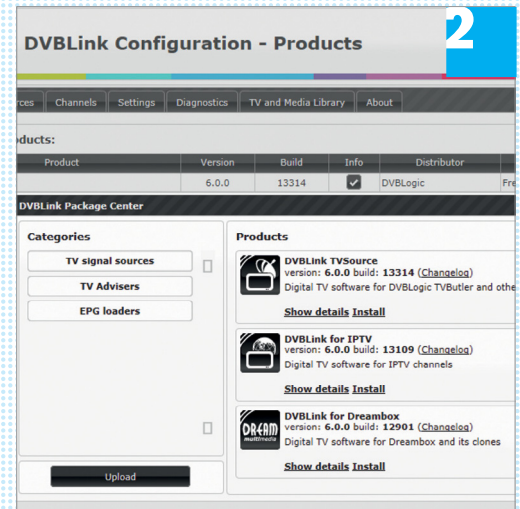 2
DVBLink Configuration - Products
rces Channels Settings Diagnostics TV and Media Library About
oducts:
Product Version Build Info Distributor
6.0.0 13314 DVBLogic Fre
DVBLink Package Center
Categories
TV signal sources
TV Advisers
EPG loaders
Upload
Products
DVBLink TVSource
version: 6.0.0 build: 13314 (Changelog)
Digital TV software for DVBLogic TVButler and othe
Show details Install
DVBLink for IPTV
version: 6.0.0 build: 13109 (Changelog)
Digital TV software for IPTV channels
Show details Install
DREAM
multimedia
DVBLink for Dreambox
version: 6.0.0 build: 12901 (Changelog)
Digital TV software for Dreambox and its clones
Show details Install